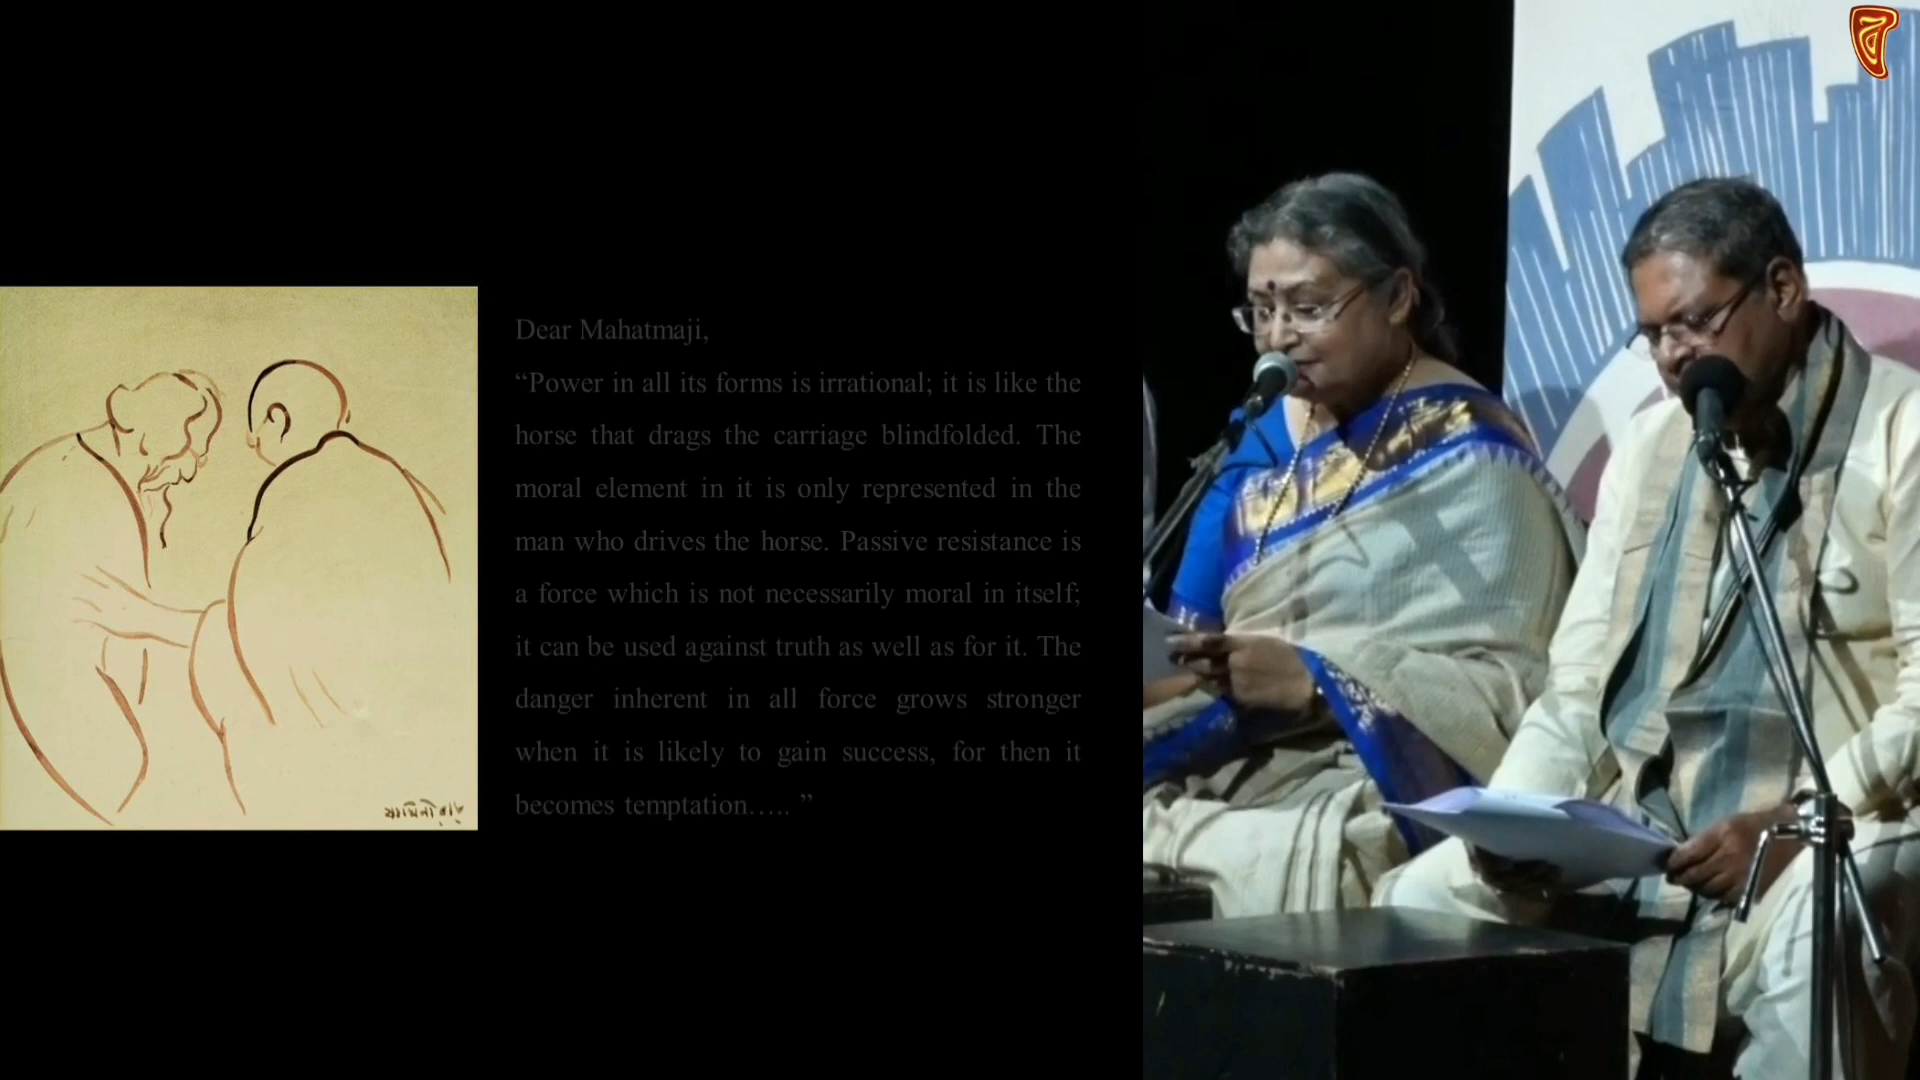 Dear Mahatmaji,
“Power in all its forms is irrational; it is like the
horse that drags the carriage blindfolded. The
moral element in it is only represented in the
man who drives the horse. Passive resistance is
a force which is not necessarily moral in itself;
it can be used against truth as well as for it. The
danger inherent in all force grows stronger
when it is likely to gain success, for then it
becomes temptation….. ”